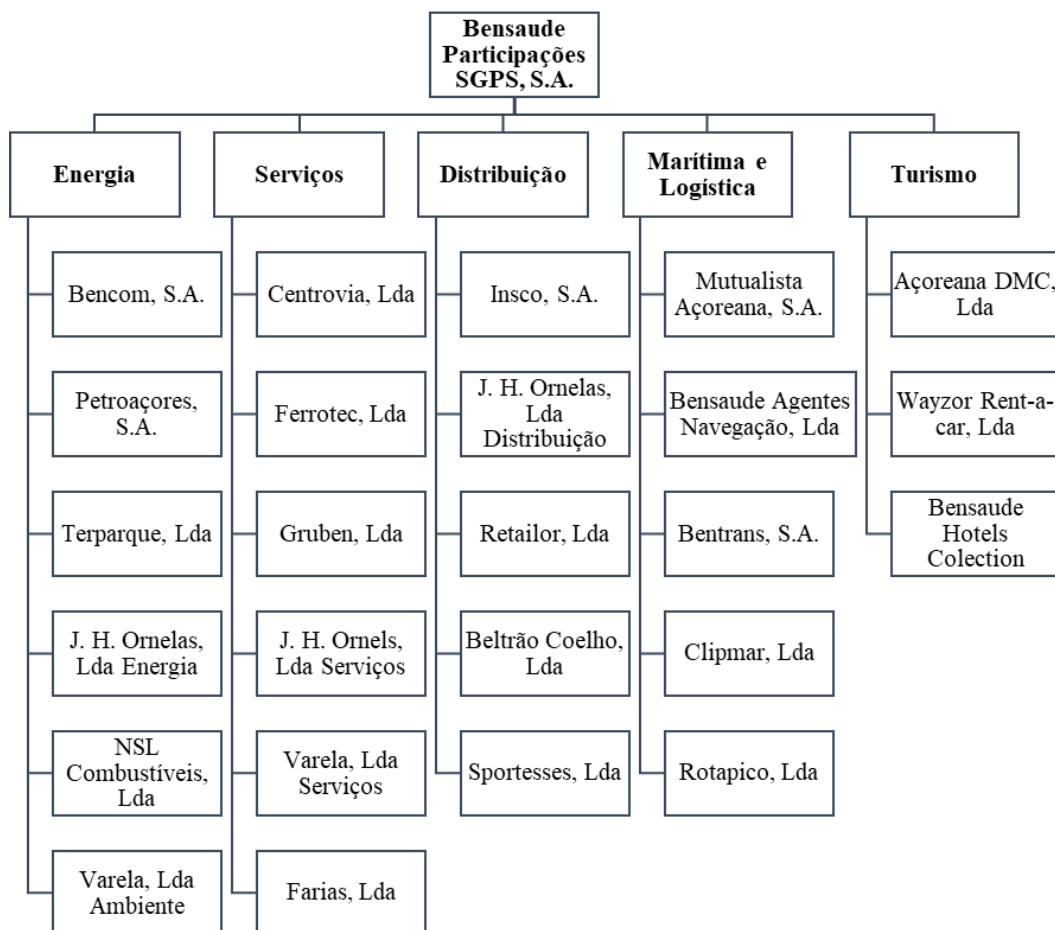 Bensaude
Participações
SGPS, S.A.
Energia
Serviços
Distribuição
Marítima e
Logística
Turismo
Bencom, S.A.
Petroaçores,
S.A.
Terparque, Lda
J. H. Ornelas,
Lda Energia
NSL
Combustíveis,
Lda
Varela, Lda
Ambiente
Centrovia, Lda
Ferrotec, Lda
Gruben, Lda
J. H. Ornels,
Lda Serviços
Varela, Lda
Serviços
Farias, Lda
Insco, S.A.
J. H. Ornelas,
Lda
Distribuição
Retailor, Lda
Beltrão Coelho,
Lda
Sportesses, Lda
Mutualista
Açoreana, S.A.
Bensaude Agentes
Navegação, Lda
Bentrans, S.A.
Clipmar, Lda
Rotapico, Lda
Açoreana DMC,
Lda
Wayzor Rent-a-
car, Lda
Bensaude
Hotels
Colection